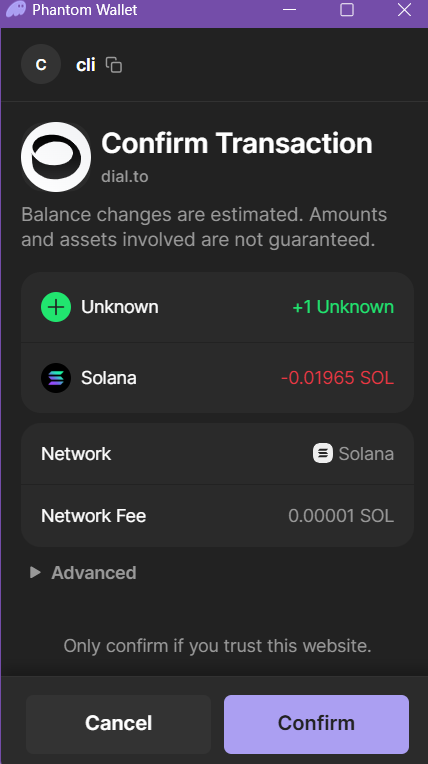 Phantom Wallet
C
cli
Confirm Transaction
dial.to
Balance changes are estimated. Amounts
and assets involved are not guaranteed.
Unknown +1 Unknown
Solana -0.01965 SOL
Network Solana
Network Fee 0.00001 SOL
Advanced
Only confirm if you trust this website.
Cancel Confirm